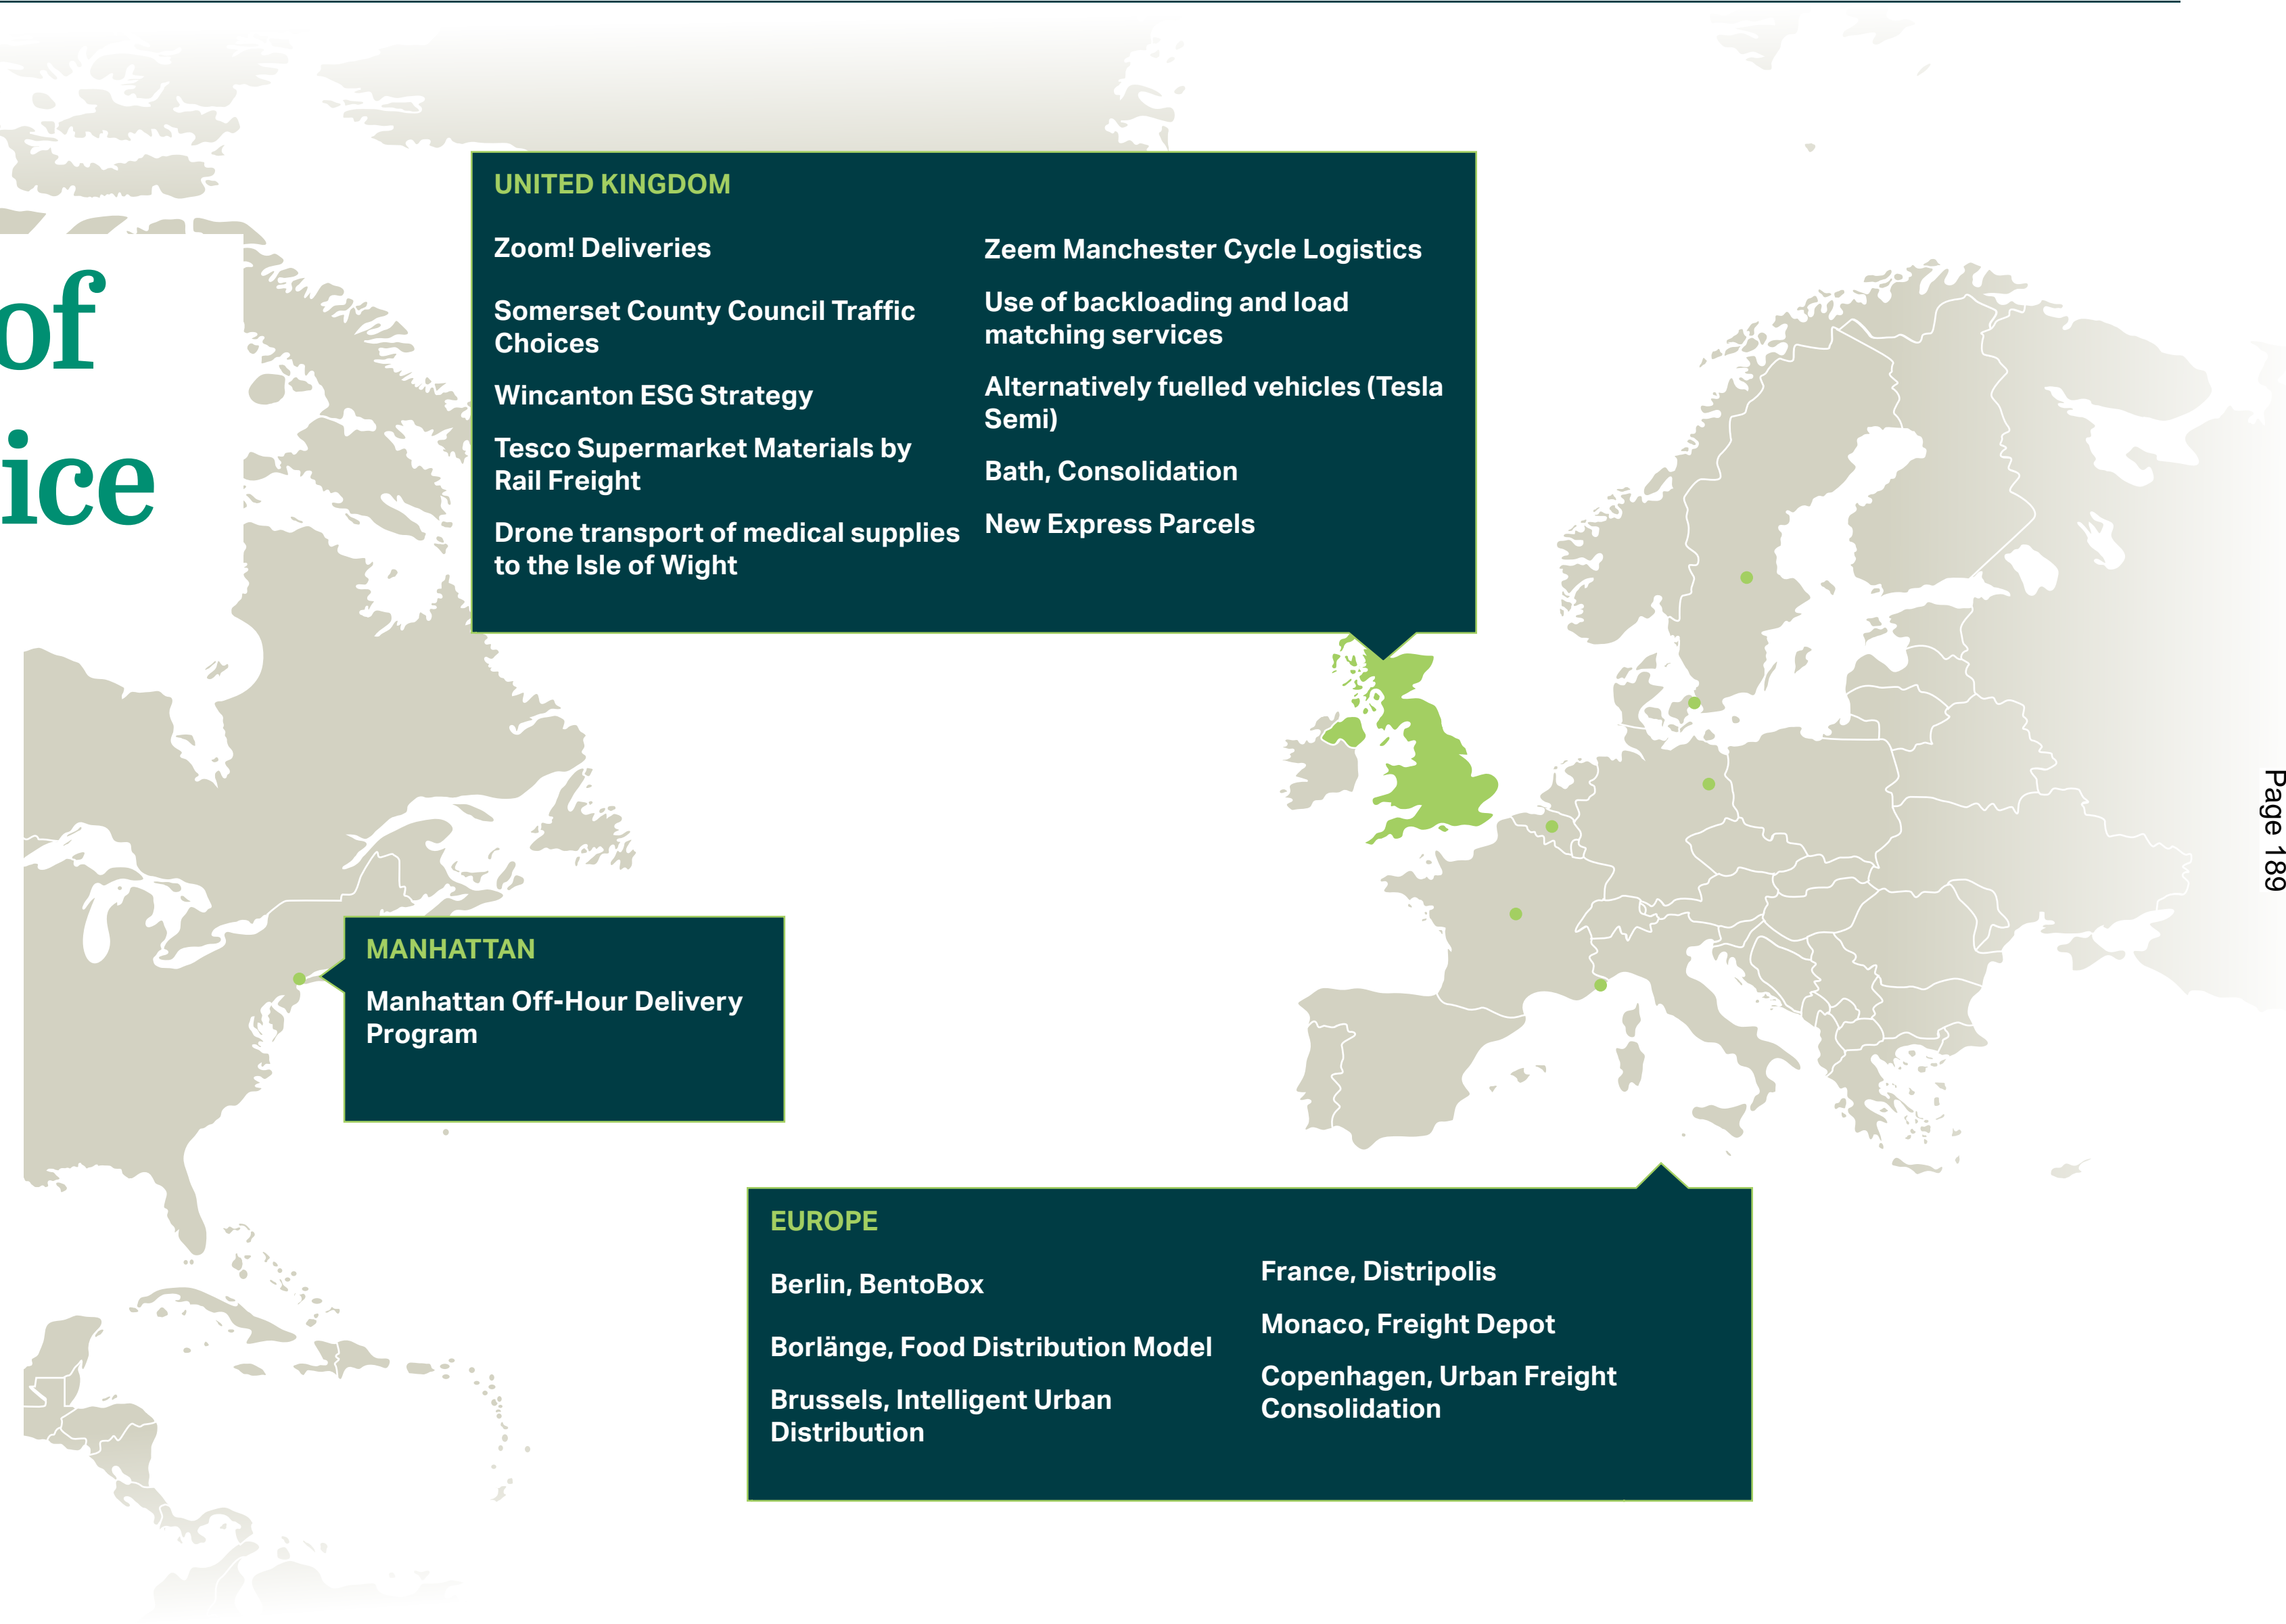 of
ice
UNITED KINGDOM
Zoom! Deliveries
Somerset County Council Traffic
Choices
Wincanton ESG Strategy
Tesco Supermarket Materials by
Rail Freight
Drone transport of medical supplies
to the Isle of Wight
Zeem Manchester Cycle Logistics
Use of backloading and load
matching services
Alternatively fuelled vehicles (Tesla
Semi)
Bath, Consolidation
New Express Parcels
MANHATTAN
Manhattan Off-Hour Delivery
Program
EUROPE
Berlin, BentoBox
Borlänge, Food Distribution Model
Brussels, Intelligent Urban
Distribution
France, Distripolis
Monaco, Freight Depot
Copenhagen, Urban Freight
Consolidation
Page 189